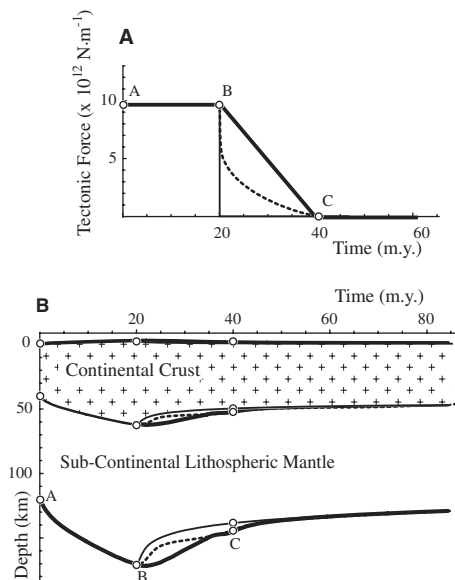 A
Tectonic Force (x 10^12 N·m^-1)
10
5
A
B
C
20
40
60
Time (m.y.)
B
Time (m.y.)
0
20
40
60
80
0
Continental Crust
50
Sub-Continental Lithospheric Mantle
100
A
B
C
Depth (km)